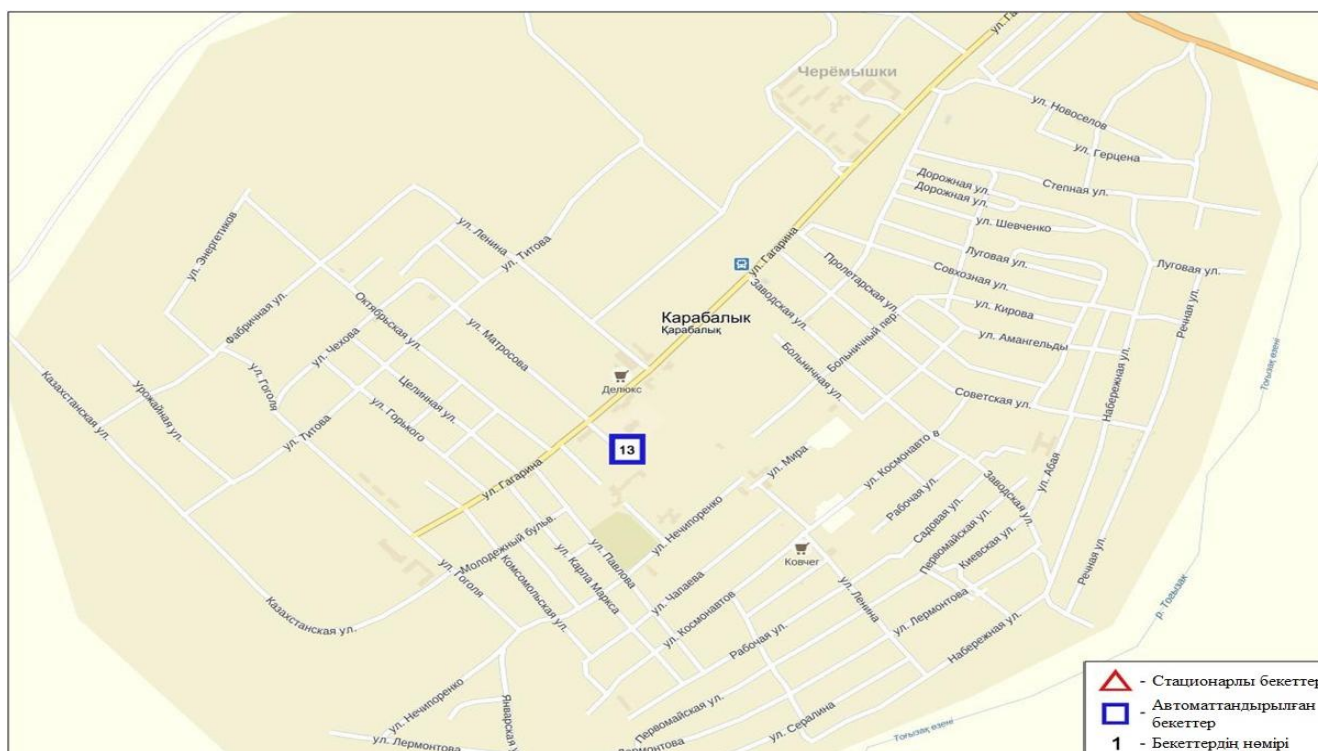 ул. Га
Черёмышки
ул. Новоселов
ул. Герцена
Дорожная ул.
Степная ул.
Дорожная ул.
ул. Энергетиков
ул. Ленина
ул. Титова
ул. Шевченко
ул. Гагарина
Луговая ул.
Луговая ул.
Совхозная ул.
Пролетарская ул.
Заводская ул.
ул. Кирова
Речная ул.
Фабричная ул.
Октябрьская ул.
Карабалык
Қарабалық
Больничный пер.
ул. Амангельды
ул. Чехова
ул. Матросова
Больничная ул.
Тоғызақ өзені
Набережная ул.
Казахстанская ул.
Урожайная ул.
ул. Гоголя
Целинная ул.
Делюкс
Советская ул.
ул. Горького
ул. Титова
13
ул. Мира
ул. Космонавто в
ул. Абая
ул. Гагарина
Рабочая ул.
Заводская ул.
ул. Нечипоренко
Садовая ул.
Первомайская ул.
Киевская ул.
Молодежный бульв.
ул. Павлова
Ковчег
Речная ул.
ул. Гоголя
Комсомольская ул.
ул. Карла Маркса
ул. Чапаева
ул. Космонавтов
ул. Ленина
ул. Лермонтова
р. Тогызак
Казахстанская ул.
Рабочая ул.
Набережная ул.
ул. Нечипоренко
Январская ул.
Первомайская ул.
ул. Сералина
Тоғызақ өзені
ул. Лермонтова
ул. Лермонтова
- Стационарлы бекеттер
- Автоматтандырылған
бекеттер
1 - Бекеттердің нөмірі